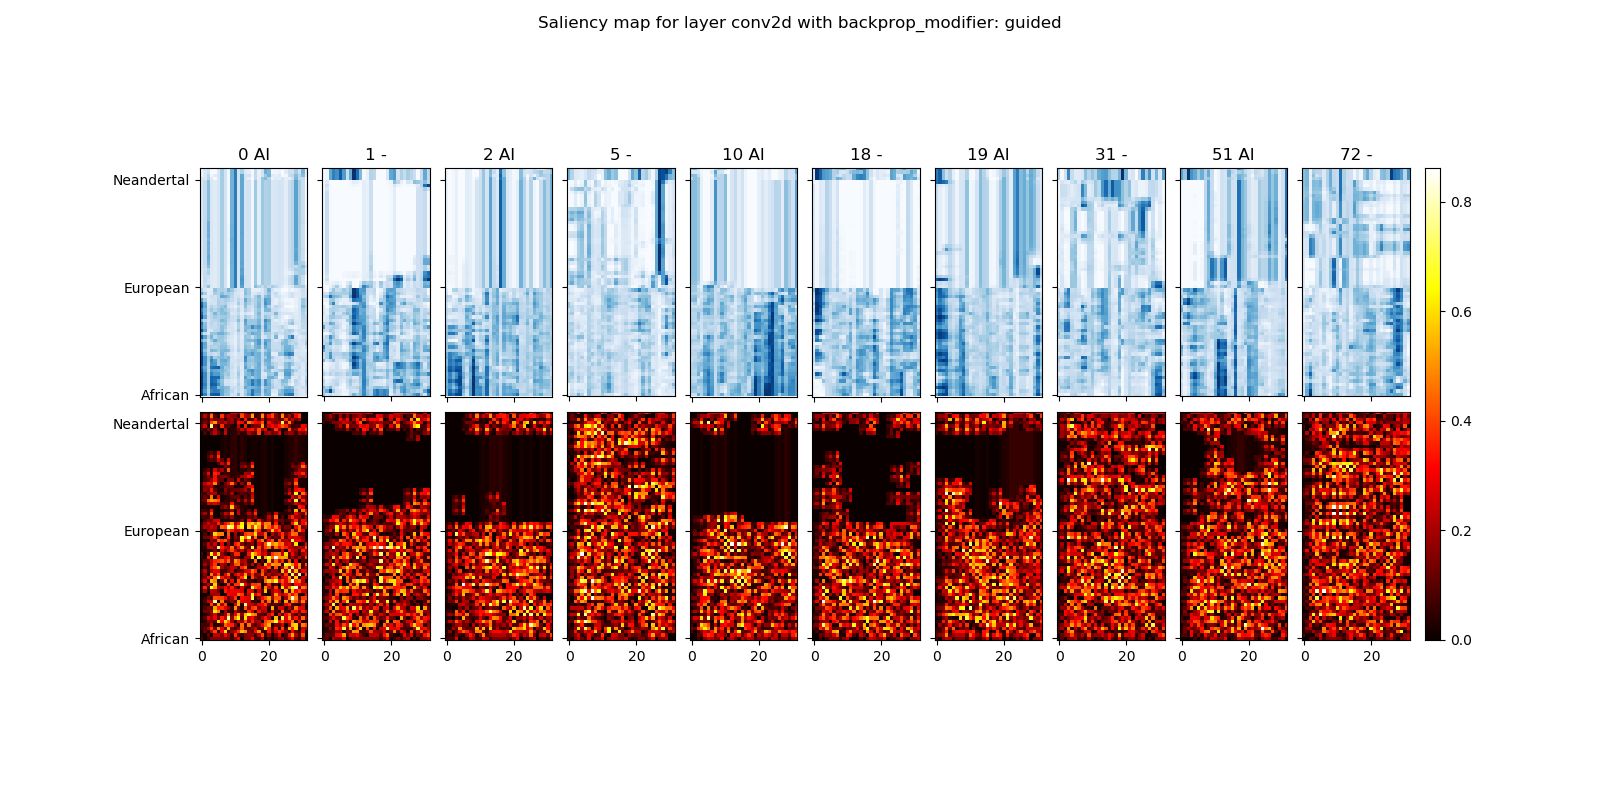 Saliency map for layer conv2d with backprop_modifier: guided
0 AI 1 - 2 AI 5 - 10 AI 18 - 19 AI 31 - 51 AI 72 -
Neandertal
European
African
Neandertal
European
African
0 20 0 20 0 20 0 20 0 20 0 20 0 20 0 20 0 20 0 20
0.8
0.6
0.4
0.2
0.0